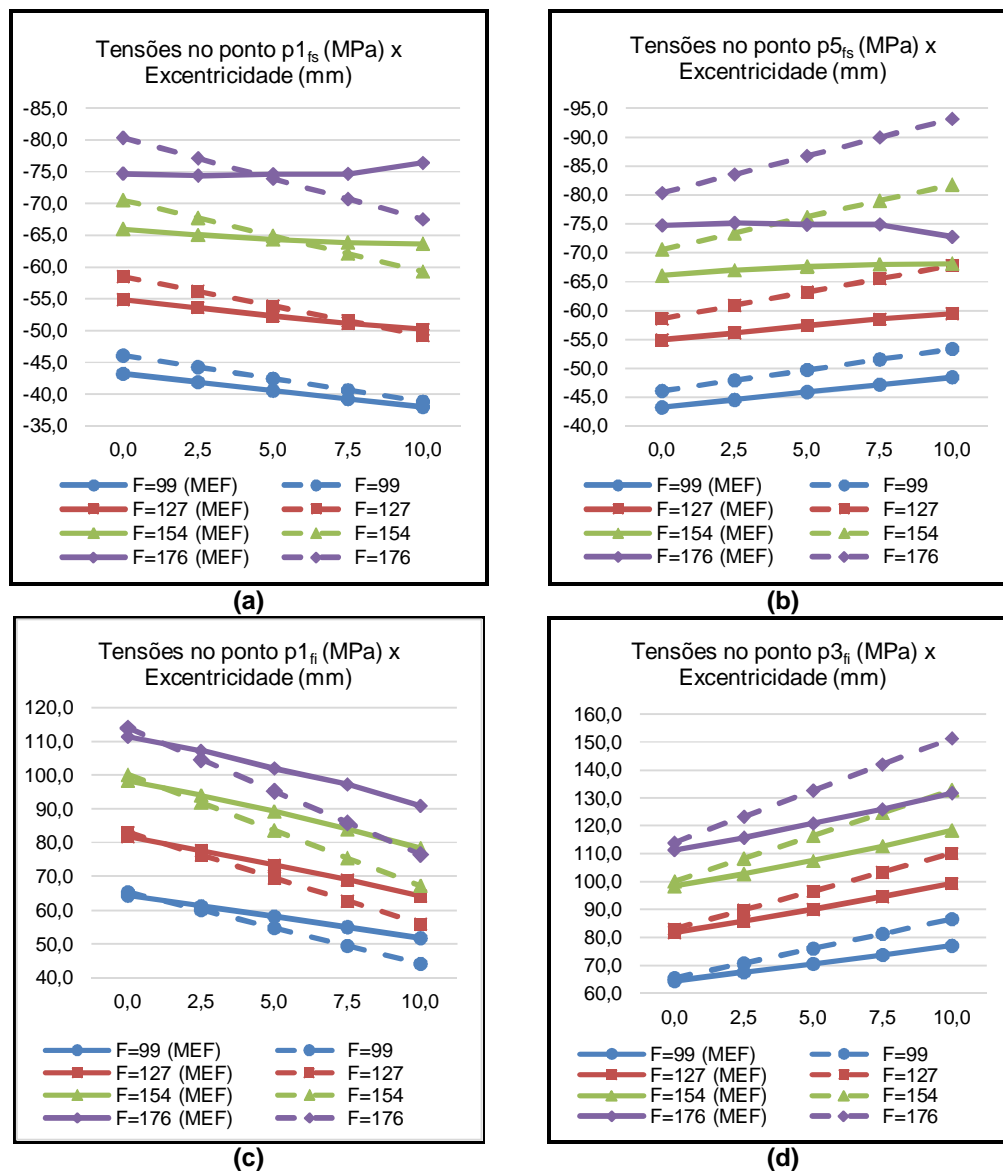 Tensões no ponto p1fs (MPa) x
Excentricidade (mm)
-85,0
-80,0
-75,0
-70,0
-65,0
-60,0
-55,0
-50,0
-45,0
-40,0
-35,0
0,0 2,5 5,0 7,5 10,0
F=99 (MEF) F=99
F=127 (MEF) F=127
F=154 (MEF) F=154
F=176 (MEF) F=176
(a)
Tensões no ponto p5fs (MPa) x
Excentricidade (mm)
-95,0
-90,0
-85,0
-80,0
-75,0
-70,0
-65,0
-60,0
-55,0
-50,0
-45,0
-40,0
0,0 2,5 5,0 7,5 10,0
F=99 (MEF) F=99
F=127 (MEF) F=127
F=154 (MEF) F=154
F=176 (MEF) F=176
(b)
Tensões no ponto p1fi (MPa) x
Excentricidade (mm)
120,0
110,0
100,0
90,0
80,0
70,0
60,0
50,0
40,0
0,0 2,5 5,0 7,5 10,0
F=99 (MEF) F=99
F=127 (MEF) F=127
F=154 (MEF) F=154
F=176 (MEF) F=176
(c)
Tensões no ponto p3fi (MPa) x
Excentricidade (mm)
160,0
150,0
140,0
130,0
120,0
110,0
100,0
90,0
80,0
70,0
60,0
0,0 2,5 5,0 7,5 10,0
F=99 (MEF) F=99
F=127 (MEF) F=127
F=154 (MEF) F=154
F=176 (MEF) F=176
(d)